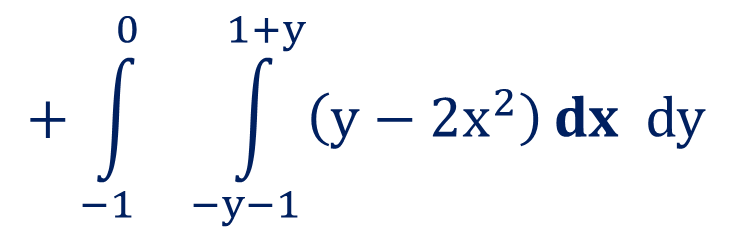 0 1+y
+ ∫ ∫ (y − 2x²) dx dy
−1 −y−1